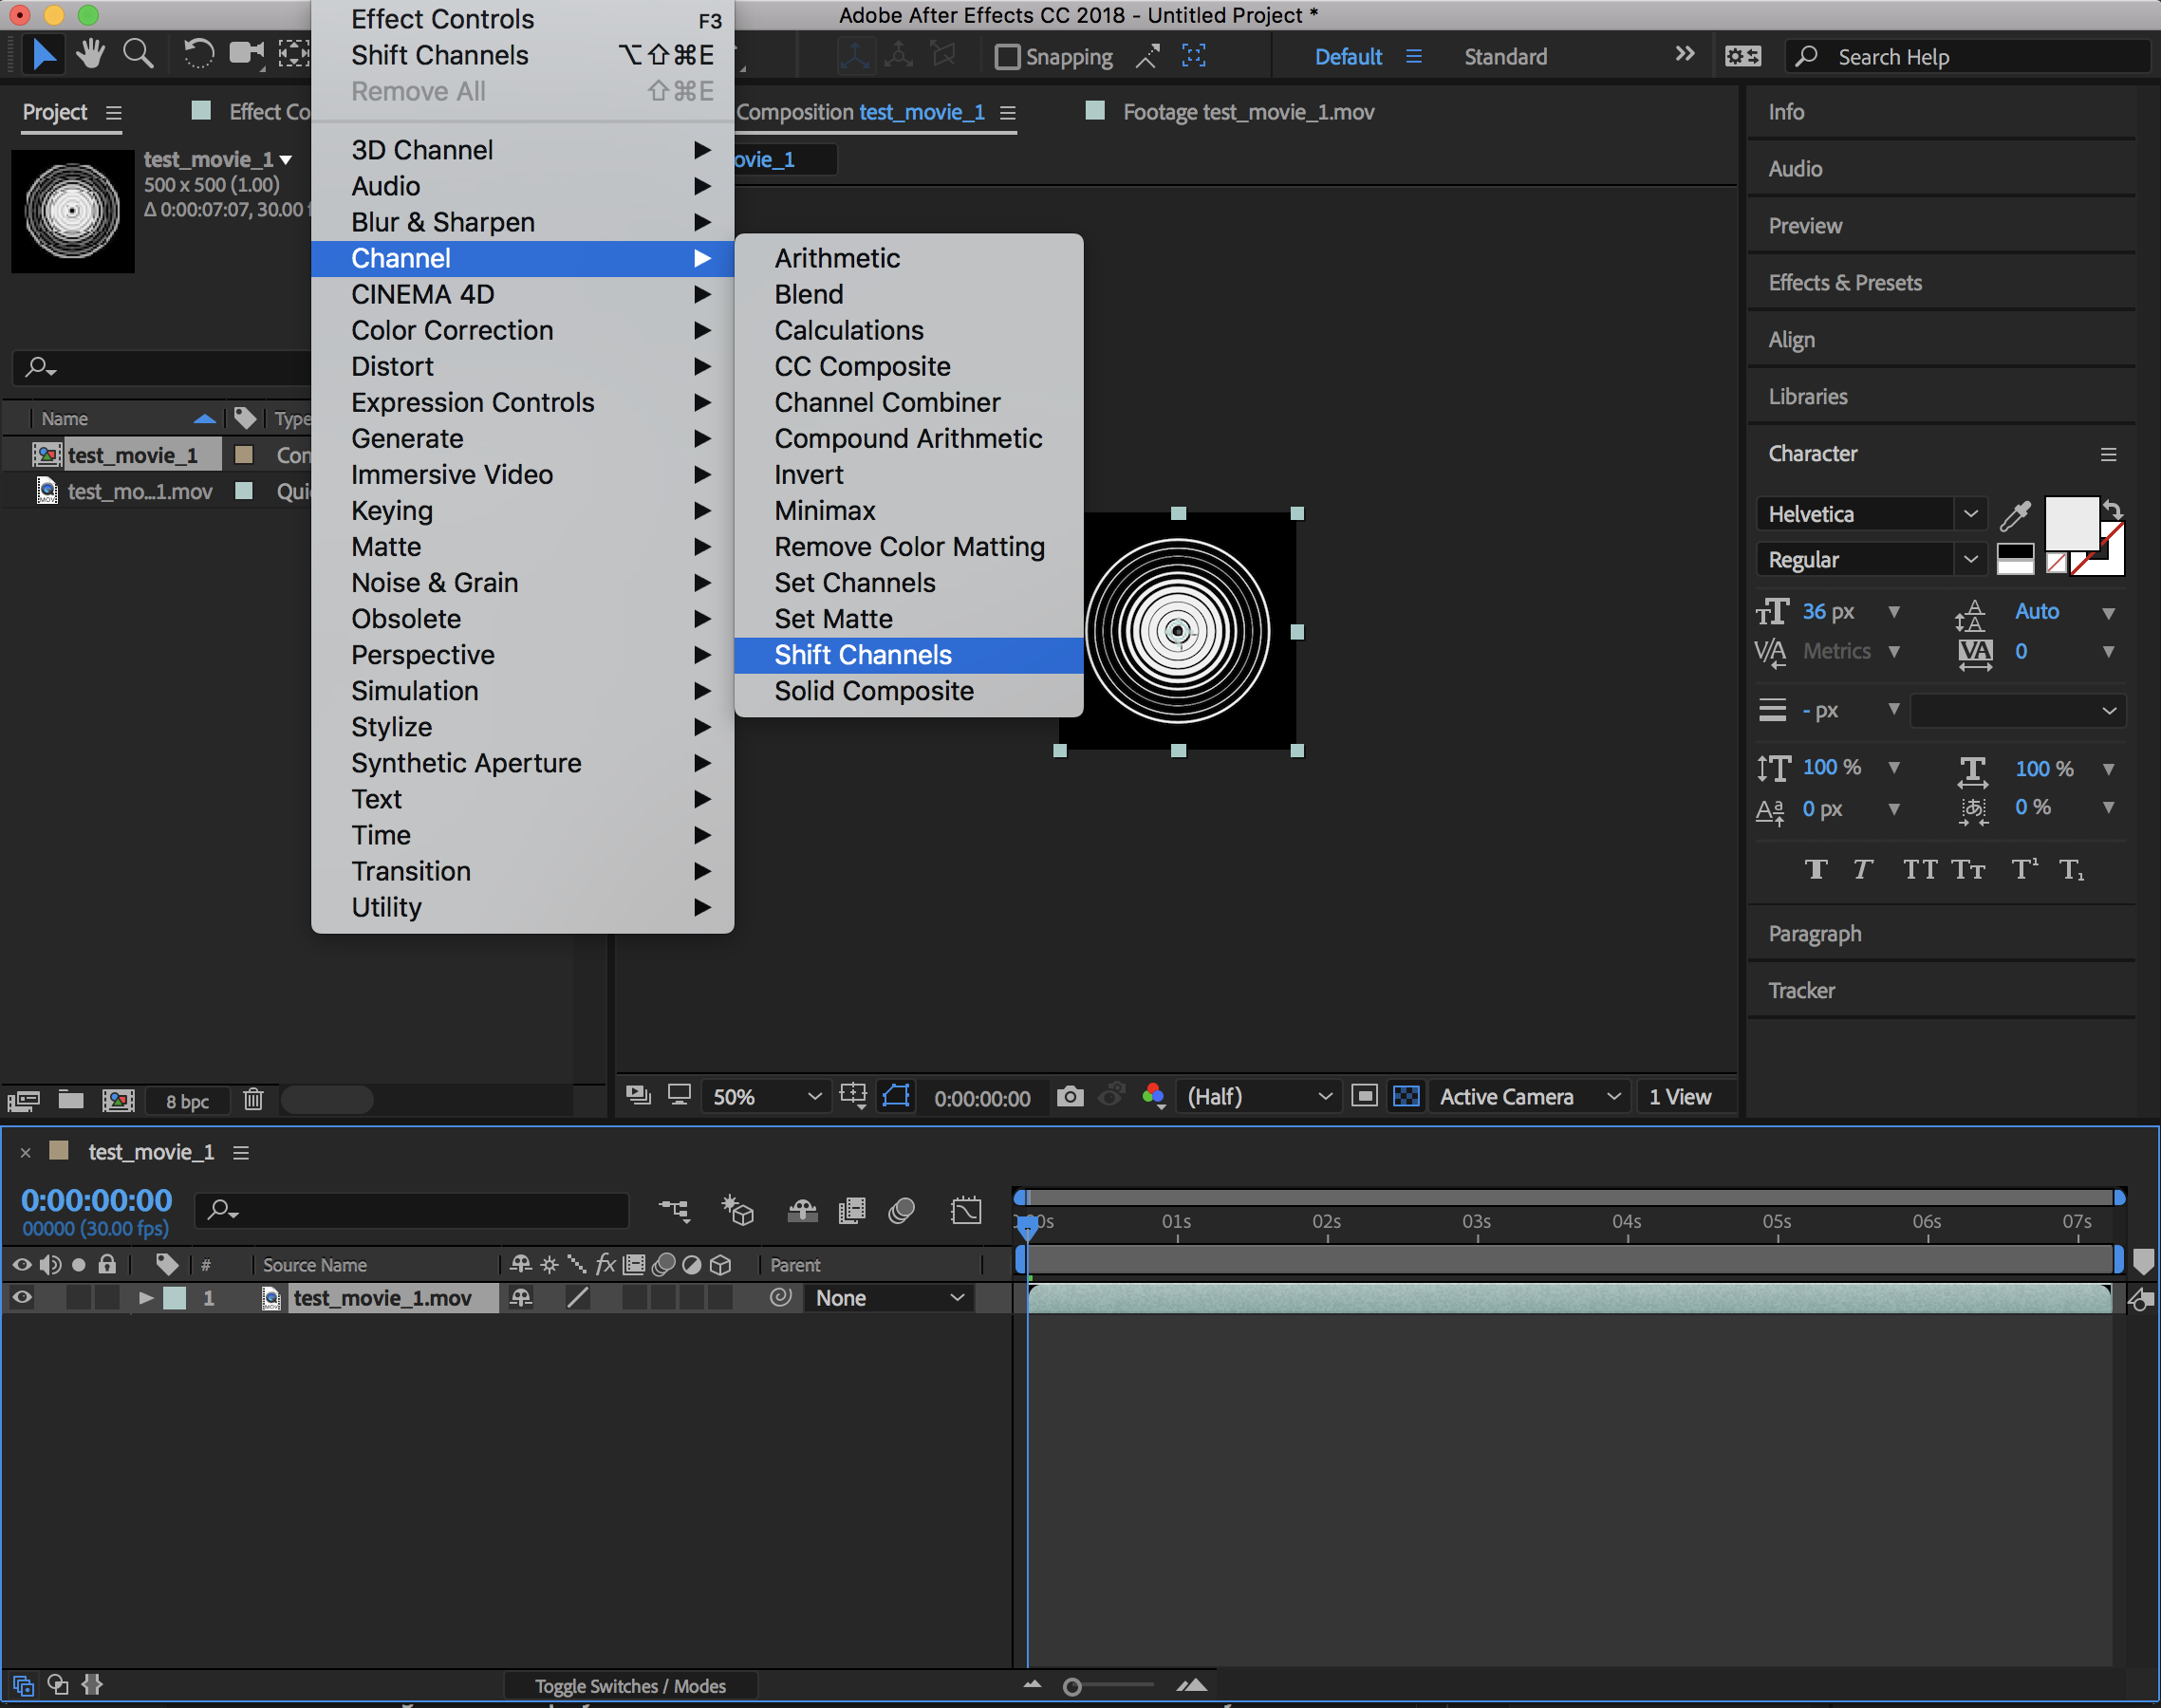 Adobe After Effects CC 2018 - Untitled Project *
Effect Controls F3
Shift Channels ⌥⇧⌘E
Remove All ⇧⌘E
Snapping
Default
Standard
Search Help
Project
Effect Co
Composition test_movie_1
Footage test_movie_1.mov
ovie_1
test_movie_1
500 x 500 (1.00)
Δ 0:00:07:07, 30.00 f
3D Channel
Audio
Blur & Sharpen
Channel
CINEMA 4D
Color Correction
Distort
Expression Controls
Generate
Immersive Video
Keying
Matte
Noise & Grain
Obsolete
Perspective
Simulation
Stylize
Synthetic Aperture
Text
Time
Transition
Utility
Arithmetic
Blend
Calculations
CC Composite
Channel Combiner
Compound Arithmetic
Invert
Minimax
Remove Color Matting
Set Channels
Set Matte
Shift Channels
Solid Composite
Name Type
test_movie_1 Com
test_mo...1.mov Quic
8 bpc
Info
Audio
Preview
Effects & Presets
Align
Libraries
Character
Helvetica
Regular
36 px Auto
Metrics 0
- px
100 % 100 %
0 px 0 %
Paragraph
Tracker
50% 0:00:00:00 (Half) Active Camera 1 View
test_movie_1
0:00:00:00
00000 (30.00 fps)
00s 01s 02s 03s 04s 05s 06s 07s
# Source Name fx Parent
1 test_movie_1.mov None
Toggle Switches / Modes